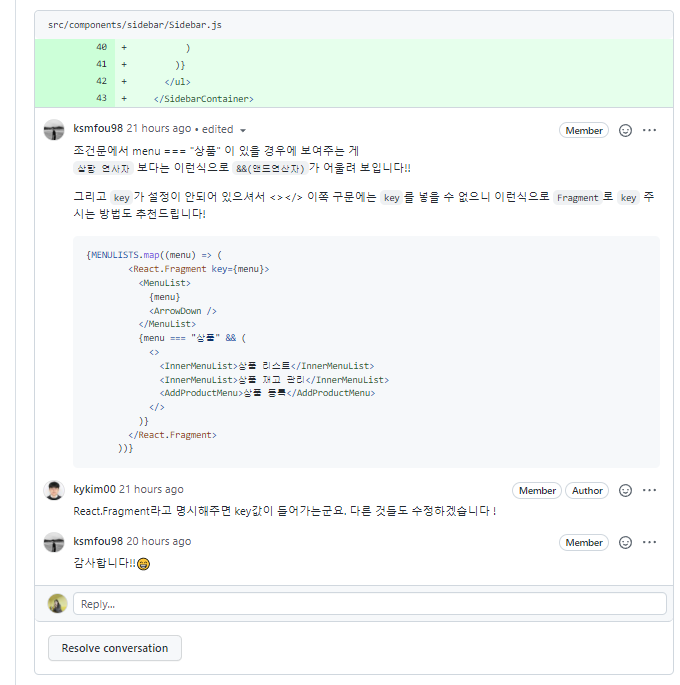 src/components/sidebar/Sidebar.js
40 + )
41 + )}
42 + </ul>
43 + </SidebarContainer>
ksmfou98 21 hours ago • edited
Member
조건문에서 menu === "상품" 이 있을 경우에 보여주는 게
삼항 연사자 보다는 이런식으로 &&(앤드연상자) 가 어울려 보입니다!!
그리고 key 가 설정이 안되어 있으셔서 <></> 이쪽 구문에는 key 를 넣을 수 없으니 이런식으로 Fragment 로 key 주
시는 방법도 추천드립니다!
{MENULISTS.map((menu) => (
<React.Fragment key={menu}>
<MenuList>
{menu}
<ArrowDown />
</MenuList>
{menu === "상품" && (
<>
<InnerMenuList>상품 리스트</InnerMenuList>
<InnerMenuList>상품 재고 관리</InnerMenuList>
<AddProductMenu>상품 등록</AddProductMenu>
</>
)}
</React.Fragment>
))}
kykim00 21 hours ago
Member Author
React.Fragment라고 명시해주면 key값이 들어가는군요. 다른 것들도 수정하겠습니다 !
ksmfou98 20 hours ago
Member
감사합니다!!😄
Reply...
Resolve conversation